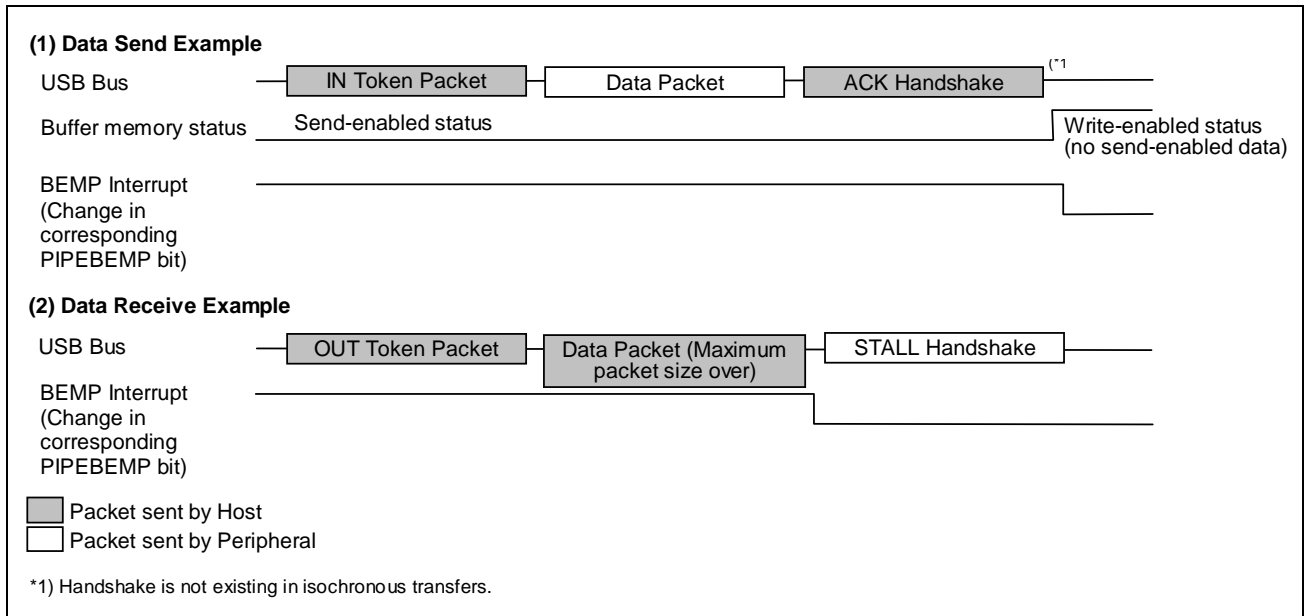 (1) Data Send Example
USB Bus
IN Token Packet
Data Packet
ACK Handshake
(*1
Buffer memory status
Send-enabled status
Write-enabled status
(no send-enabled data)
BEMP Interrupt
(Change in
corresponding
PIPEBEMP bit)
(2) Data Receive Example
USB Bus
OUT Token Packet
Data Packet (Maximum
packet size over)
STALL Handshake
BEMP Interrupt
(Change in
corresponding
PIPEBEMP bit)
Packet sent by Host
Packet sent by Peripheral
*1) Handshake is not existing in isochronous transfers.